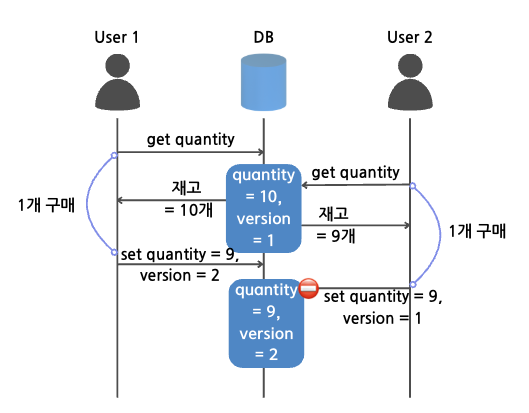 User 1
DB
User 2
get quantity
get quantity
quantity
= 10,
version
= 1
재고
= 10개
재고
= 9개
1개 구매
1개 구매
set quantity = 9,
version = 2
quantity
= 9,
version
= 2
set quantity = 9,
version = 1